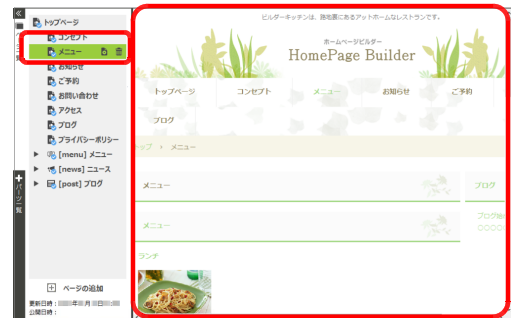 トップページ
コンセプト
メニュー
お知らせ
ご予約
お問い合わせ
アクセス
ブログ
プライバシーポリシー
[menu] メニュー
[news] ニュース
[post] ブログ
パーツ一覧
ページの追加
更新日時：　年　月　日
公開日時：
ビルダーキッチンは、路地裏にあるアットホームなレストランです。
ホームページビルダー
HomePage Builder
トップページ
コンセプト
メニュー
お知らせ
ご予約
ブログ
トップ › メニュー
メニュー
ブログ
メニュー
ランチ